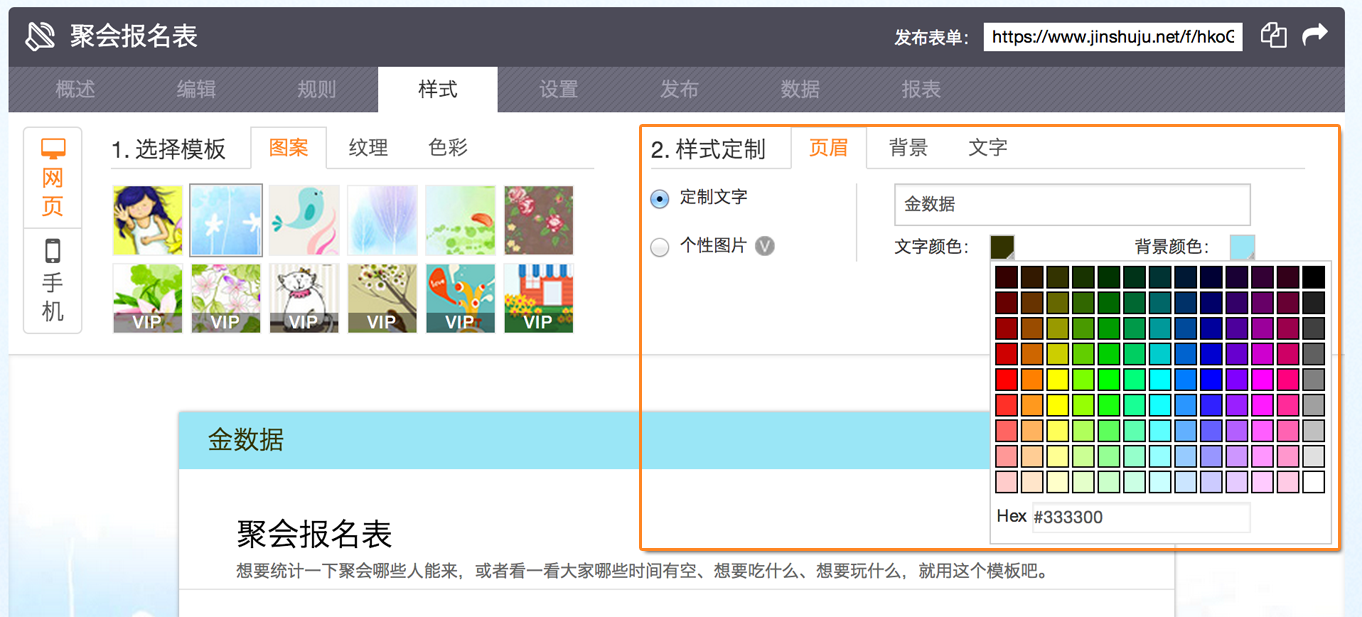 聚会报名表
发布表单: https://www.jinshuju.net/f/hkoG
概述 编辑 规则 样式 设置 发布 数据 报表
网页
手机
1. 选择模板 图案 纹理 色彩
love
VIP VIP VIP VIP VIP VIP
2. 样式定制 页眉 背景 文字
定制文字 金数据
个性图片 V 文字颜色: 背景颜色:
Hex #333300
金数据
聚会报名表
想要统计一下聚会哪些人能来，或者看一看大家哪些时间有空、想要吃什么、想要玩什么，就用这个模板吧。